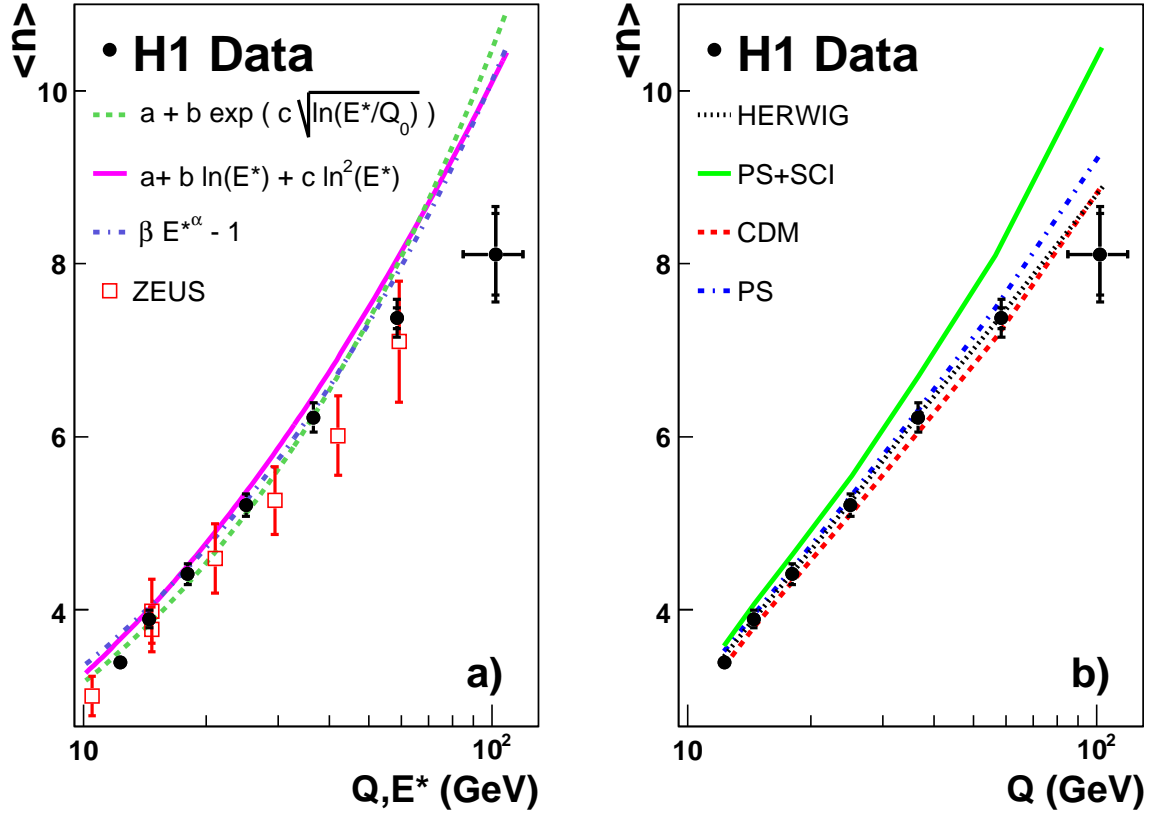 <n>
H1 Data
a + b exp ( c√ln(E*/Q₀) )
a+ b ln(E*) + c ln²(E*)
β E*^α - 1
ZEUS
10
8
6
4
a)
10
10²
Q,E* (GeV)
<n>
H1 Data
HERWIG
PS+SCI
CDM
PS
10
8
6
4
b)
10
10²
Q (GeV)